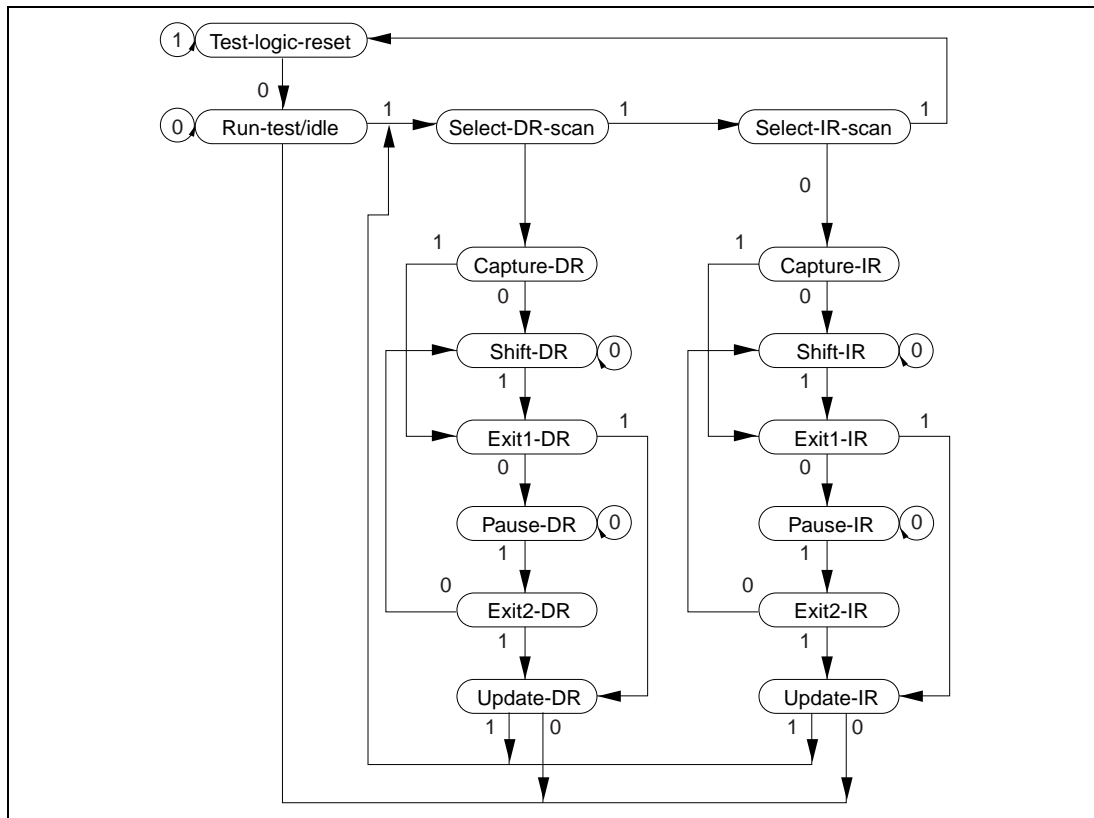 1 Test-logic-reset
0
0 Run-test/idle 1 Select-DR-scan 1 Select-IR-scan 1
0
1 1
Capture-DR Capture-IR
0 0
Shift-DR 0 Shift-IR 0
1 1
Exit1-DR 1 Exit1-IR 1
0 0
Pause-DR 0 Pause-IR 0
1 1
0 0
Exit2-DR Exit2-IR
1 1
Update-DR Update-IR
1 0 1 0